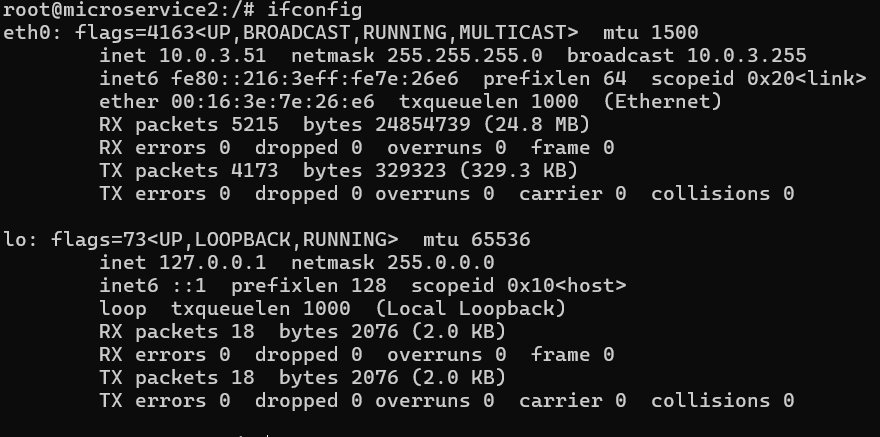 root@microservice2:/# ifconfig
eth0: flags=4163<UP,BROADCAST,RUNNING,MULTICAST>  mtu 1500
        inet 10.0.3.51  netmask 255.255.255.0  broadcast 10.0.3.255
        inet6 fe80::216:3eff:fe7e:26e6  prefixlen 64  scopeid 0x20<link>
        ether 00:16:3e:7e:26:e6  txqueuelen 1000  (Ethernet)
        RX packets 5215  bytes 24854739 (24.8 MB)
        RX errors 0  dropped 0  overruns 0  frame 0
        TX packets 4173  bytes 329323 (329.3 KB)
        TX errors 0  dropped 0 overruns 0  carrier 0  collisions 0

lo: flags=73<UP,LOOPBACK,RUNNING>  mtu 65536
        inet 127.0.0.1  netmask 255.0.0.0
        inet6 ::1  prefixlen 128  scopeid 0x10<host>
        loop  txqueuelen 1000  (Local Loopback)
        RX packets 18  bytes 2076 (2.0 KB)
        RX errors 0  dropped 0  overruns 0  frame 0
        TX packets 18  bytes 2076 (2.0 KB)
        TX errors 0  dropped 0 overruns 0  carrier 0  collisions 0